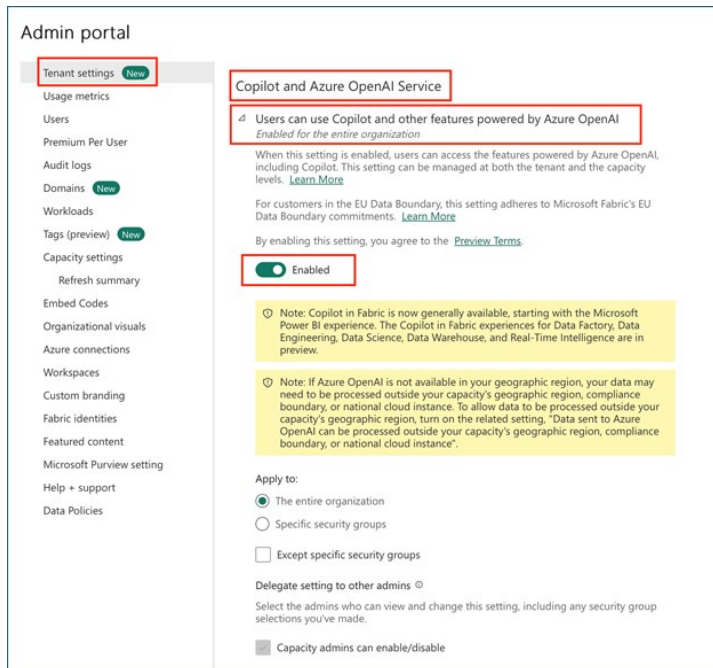 Admin portal
Tenant settings New
Usage metrics
Users
Premium Per User
Audit logs
Domains New
Workloads
Tags (preview) New
Capacity settings
Refresh summary
Embed Codes
Organizational visuals
Azure connections
Workspaces
Custom branding
Fabric identities
Featured content
Microsoft Purview setting
Help + support
Data Policies
Copilot and Azure OpenAI Service
Users can use Copilot and other features powered by Azure OpenAI
Enabled for the entire organization
When this setting is enabled, users can access the features powered by Azure OpenAI,
including Copilot. This setting can be managed at both the tenant and the capacity
levels. Learn More
For customers in the EU Data Boundary, this setting adheres to Microsoft Fabric's EU
Data Boundary commitments. Learn More
By enabling this setting, you agree to the Preview Terms.
Enabled
Note: Copilot in Fabric is now generally available, starting with the Microsoft
Power BI experience. The Copilot in Fabric experiences for Data Factory, Data
Engineering, Data Science, Data Warehouse, and Real-Time Intelligence are in
preview.
Note: If Azure OpenAI is not available in your geographic region, your data may
need to be processed outside your capacity's geographic region, compliance
boundary, or national cloud instance. To allow data to be processed outside your
capacity's geographic region, turn on the related setting, "Data sent to Azure
OpenAI can be processed outside your capacity's geographic region, compliance
boundary, or national cloud instance".
Apply to:
The entire organization
Specific security groups
Except specific security groups
Delegate setting to other admins
Select the admins who can view and change this setting, including any security group
selections you've made.
Capacity admins can enable/disable